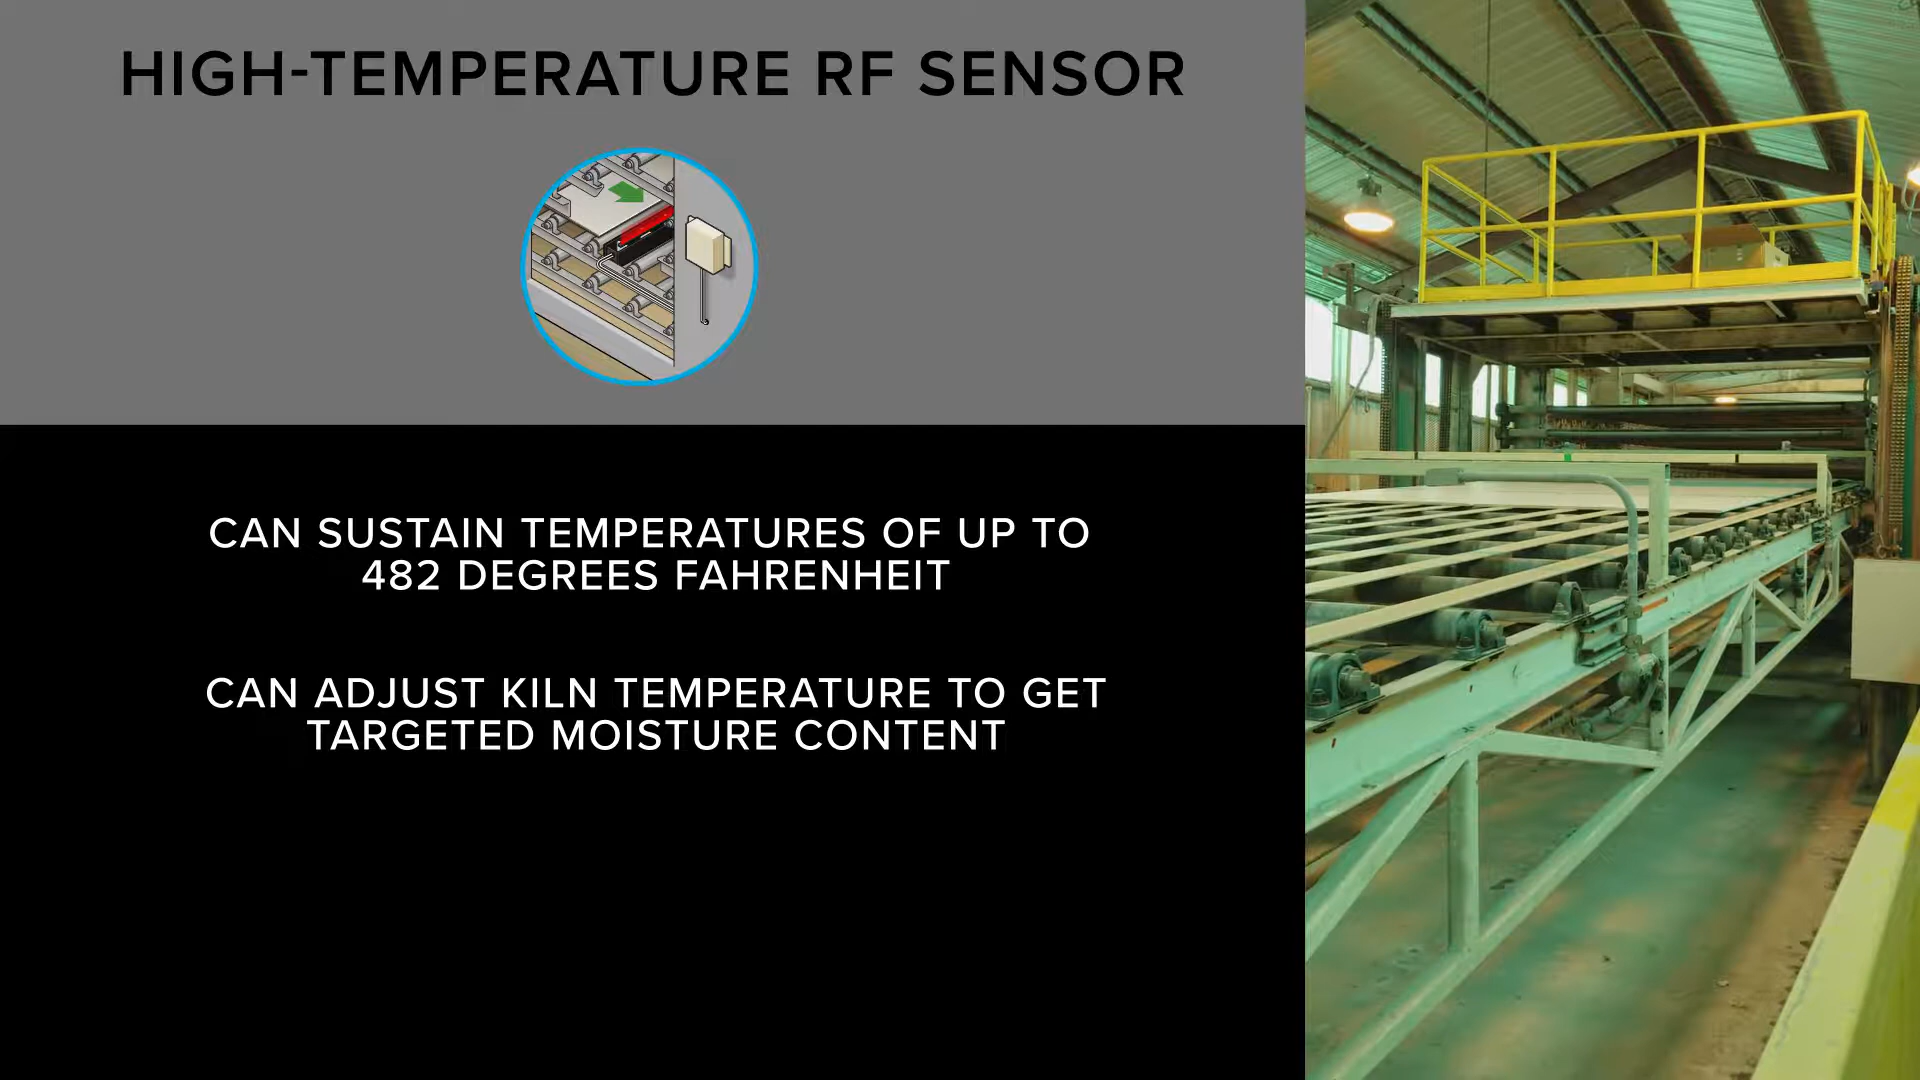 HIGH-TEMPERATURE RF SENSOR
CAN SUSTAIN TEMPERATURES OF UP TO
482 DEGREES FAHRENHEIT
CAN ADJUST KILN TEMPERATURE TO GET
TARGETED MOISTURE CONTENT